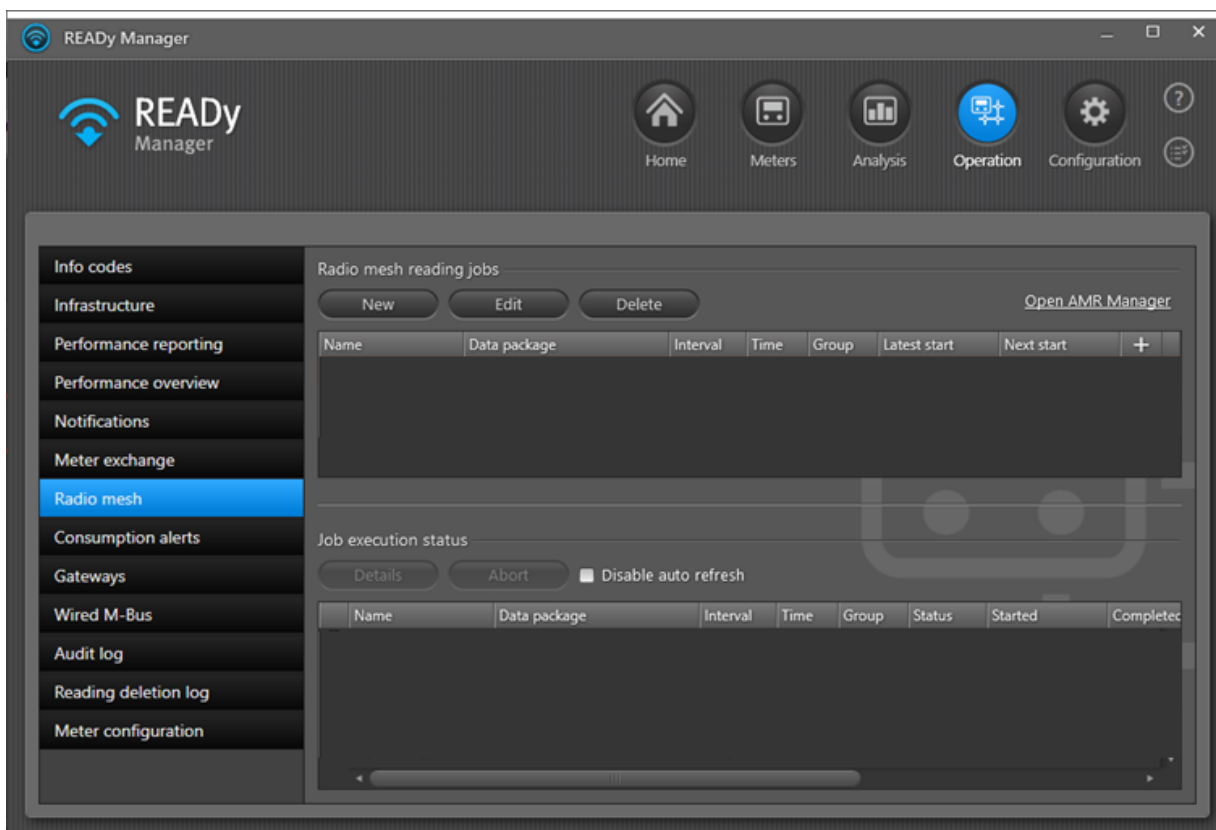 READy Manager
READy
Manager
Home Meters Analysis Operation Configuration
?
Info codes
Infrastructure
Performance reporting
Performance overview
Notifications
Meter exchange
Radio mesh
Consumption alerts
Gateways
Wired M-Bus
Audit log
Reading deletion log
Meter configuration
Radio mesh reading jobs
New Edit Delete Open AMR Manager
Name Data package Interval Time Group Latest start Next start +
Job execution status
Details Abort Disable auto refresh
Name Data package Interval Time Group Status Started Completed